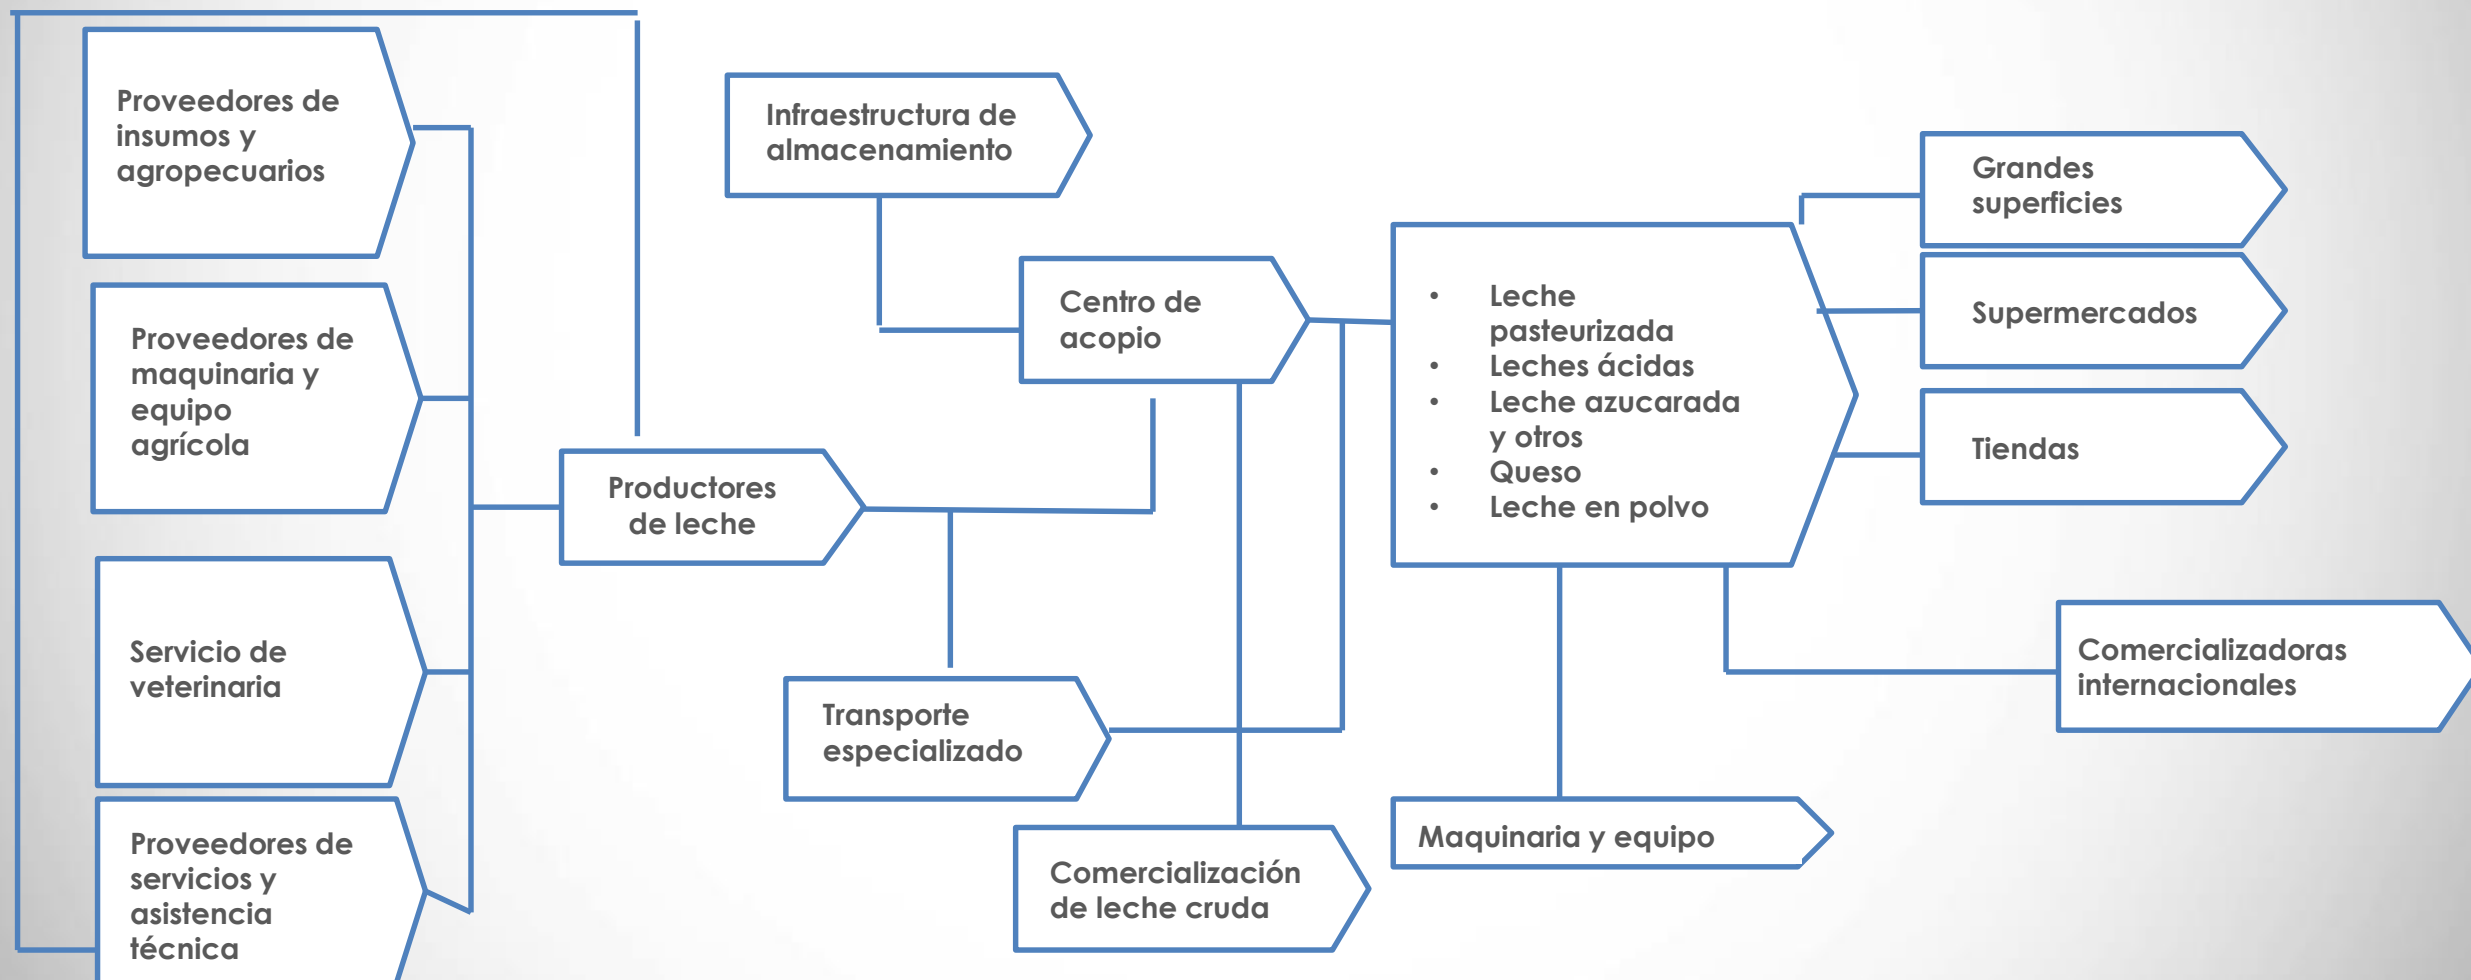 Proveedores de
insumos y
agropecuarios
Proveedores de
maquinaria y
equipo
agrícola
Servicio de
veterinaria
Proveedores de
servicios y
asistencia
técnica
Productores
de leche
Infraestructura de
almacenamiento
Centro de
acopio
Transporte
especializado
Comercialización
de leche cruda
• Leche
pasteurizada
• Leches ácidas
• Leche azucarada
y otros
• Queso
• Leche en polvo
Maquinaria y equipo
Grandes
superficies
Supermercados
Tiendas
Comercializadoras
internacionales